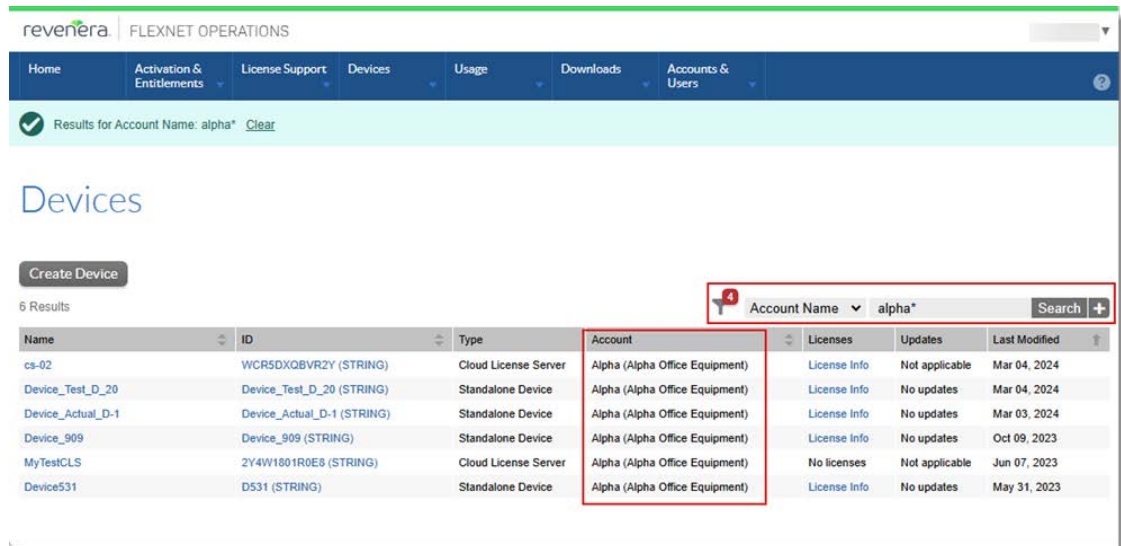 revenera. FLEXNET OPERATIONS
Home Activation & Entitlements License Support Devices Usage Downloads Accounts & Users ?
Results for Account Name: alpha* Clear
Devices
Create Device
6 Results 4 Account Name alpha* Search +
Name ID Type Account Licenses Updates Last Modified
cs-02 WCR5DXQBVR2Y (STRING) Cloud License Server Alpha (Alpha Office Equipment) License Info Not applicable Mar 04, 2024
Device_Test_D_20 Device_Test_D_20 (STRING) Standalone Device Alpha (Alpha Office Equipment) License Info No updates Mar 04, 2024
Device_Actual_D-1 Device_Actual_D-1 (STRING) Standalone Device Alpha (Alpha Office Equipment) License Info No updates Mar 03, 2024
Device_909 Device_909 (STRING) Standalone Device Alpha (Alpha Office Equipment) License Info No updates Oct 09, 2023
MyTestCLS 2Y4W1801R0E8 (STRING) Cloud License Server Alpha (Alpha Office Equipment) No licenses Not applicable Jun 07, 2023
Device531 D531 (STRING) Standalone Device Alpha (Alpha Office Equipment) License Info No updates May 31, 2023